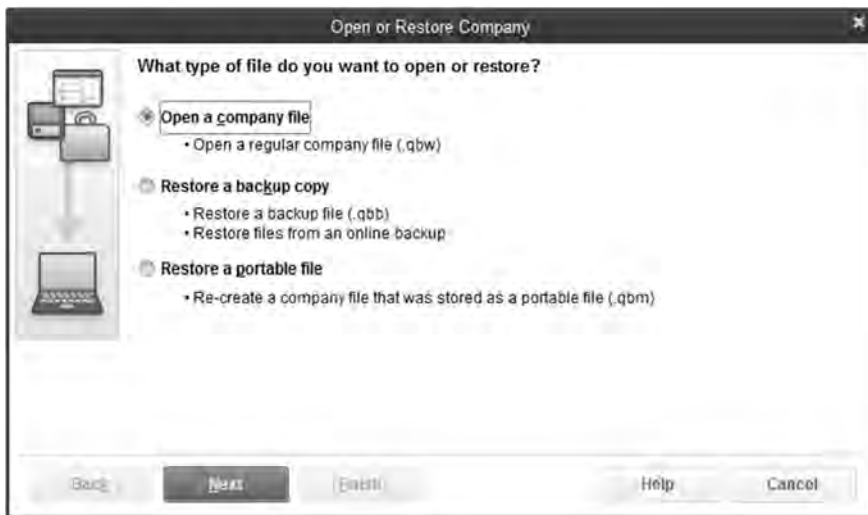 Open or Restore Company
What type of file do you want to open or restore?
Open a company file
• Open a regular company file (.qbw)
Restore a backup copy
• Restore a backup file (.qbb)
• Restore files from an online backup
Restore a portable file
• Re-create a company file that was stored as a portable file (.qbm)
Back Next Finish Help Cancel